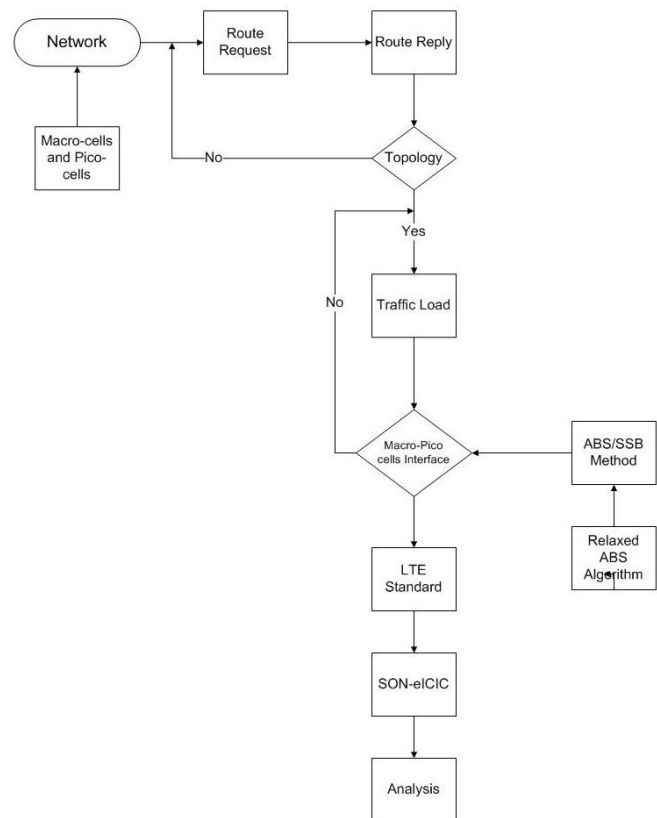 Network
Route
Request
Route Reply
Macro-cells
and Pico-
cells
No
Topology
Yes
No
Traffic Load
Macro-Pico
cells Interface
ABS/SSB
Method
LTE
Standard
Relaxed
ABS
Algorithm
SON-eICIC
Analysis